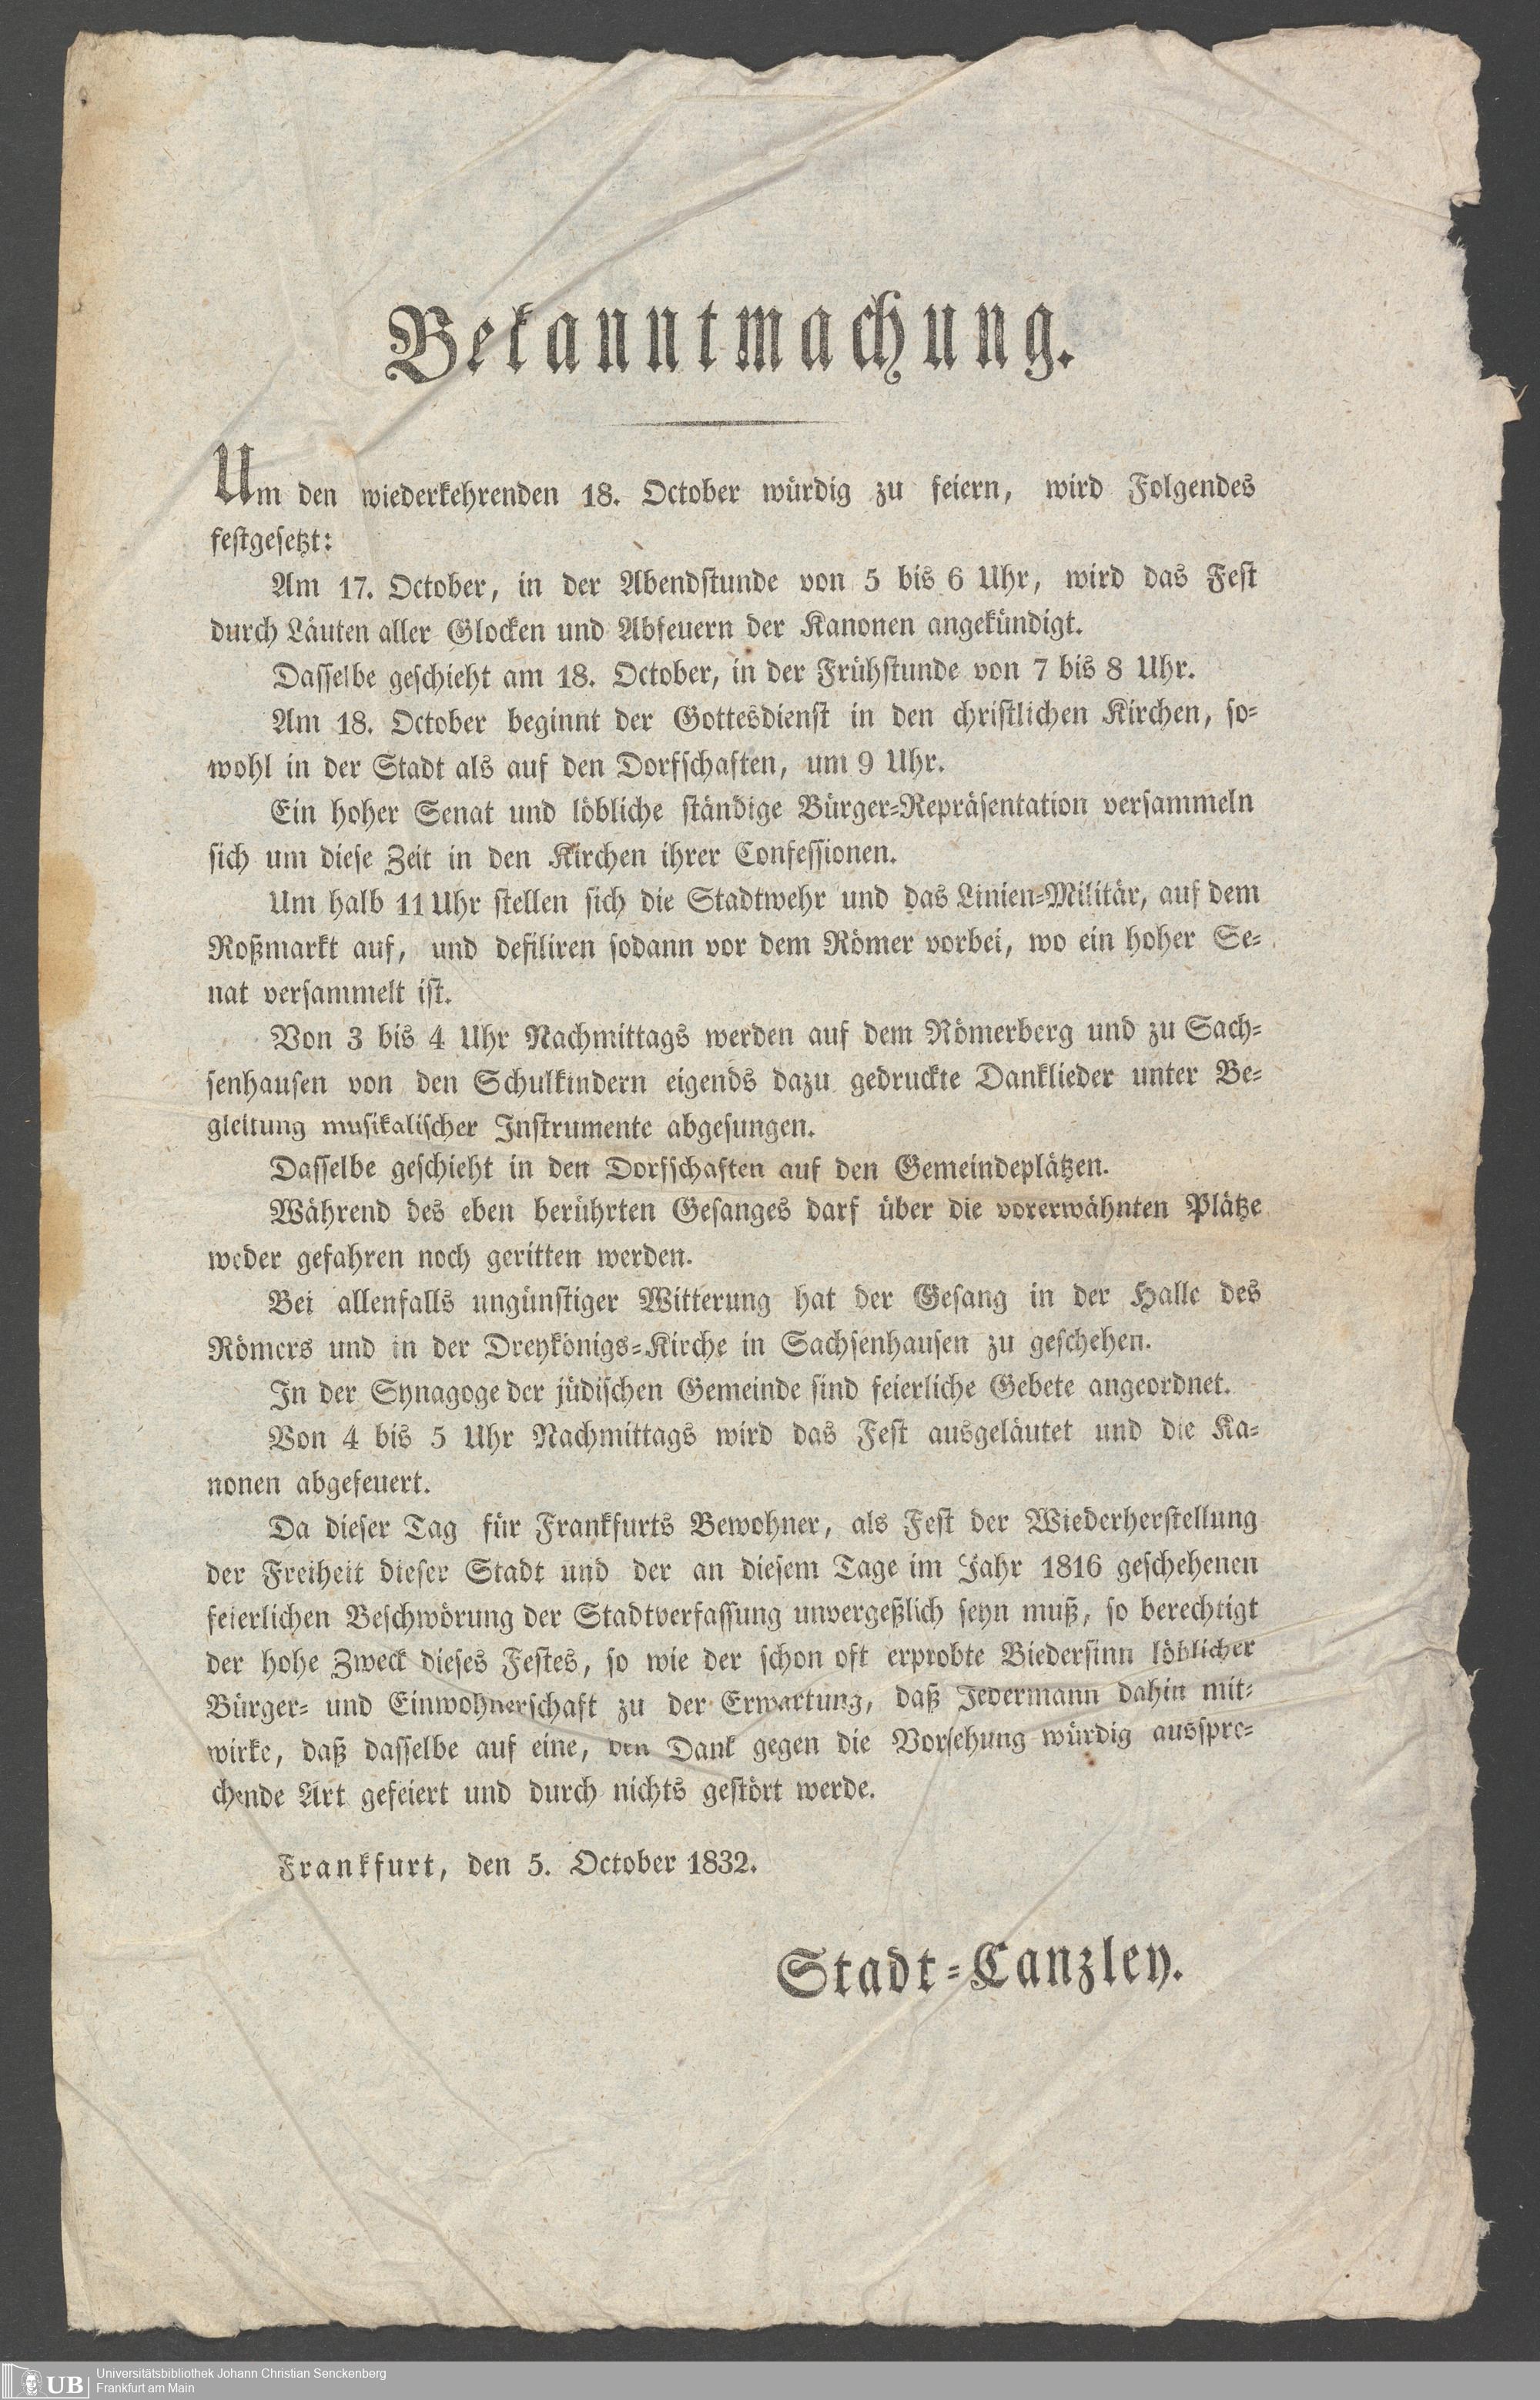 Bekanntmachung.
Um den wiederkehrenden 18. October würdig zu feiern, wird Folgendes
festgesetzt:
Am 17. October, in der Abendstunde von 5 bis 6 Uhr, wird das Fest
durch Läuten aller Glocken und Abfeuern der Kanonen angekündigt.
Dasselbe geschieht am 18. October, in der Frühstunde von 7 bis 8 Uhr.
Am 18. October beginnt der Gottesdienst in den christlichen Kirchen, so-
wohl in der Stadt als auf den Dorfschaften, um 9 Uhr.
Ein hoher Senat und löbliche ständige Bürger-Repräsentation versammeln
sich um diese Zeit in den Kirchen ihrer Confessionen.
Um halb 11 Uhr stellen sich die Stadtwehr und das Linien-Militär, auf dem
Roßmarkt auf, und defiliren sodann vor dem Römer vorbei, wo ein hoher Se-
nat versammelt ist.
Von 3 bis 4 Uhr Nachmittags werden auf dem Römerberg und zu Sach-
senhausen von den Schulkindern eigends dazu gedruckte Danklieder unter Be-
gleitung musikalischer Instrumente abgesungen.
Dasselbe geschieht in den Dorfschaften auf den Gemeindeplätzen.
Während des eben berührten Gesanges darf über die vorerwähnten Plätze
weder gefahren noch geritten werden.
Bei allenfalls ungünstiger Witterung hat der Gesang in der Halle des
Römers und in der Dreykönigs-Kirche in Sachsenhausen zu geschehen.
In der Synagoge der jüdischen Gemeinde sind feierliche Gebete angeordnet.
Von 4 bis 5 Uhr Nachmittags wird das Fest ausgeläutet und die Ka-
nonen abgefeuert.
Da dieser Tag für Frankfurts Bewohner, als Fest der Wiederherstellung
der Freiheit dieser Stadt und der an diesem Tage im Jahr 1816 geschehenen
feierlichen Beschwörung der Stadtverfassung unvergeßlich seyn muß, so berechtigt
der hohe Zweck dieses Festes, so wie der schon oft erprobte Biedersinn löblicher
Bürger- und Einwohnerschaft zu der Erwartung, daß Jedermann dahin mit-
wirke, daß dasselbe auf eine, den Dank gegen die Vorsehung würdig ausspre-
chende Art gefeiert und durch nichts gestört werde.
Frankfurt, den 5. October 1832.
Stadt-Canzley.
UB
Universitätsbibliothek Johann Christian Senckenberg
Frankfurt am Main